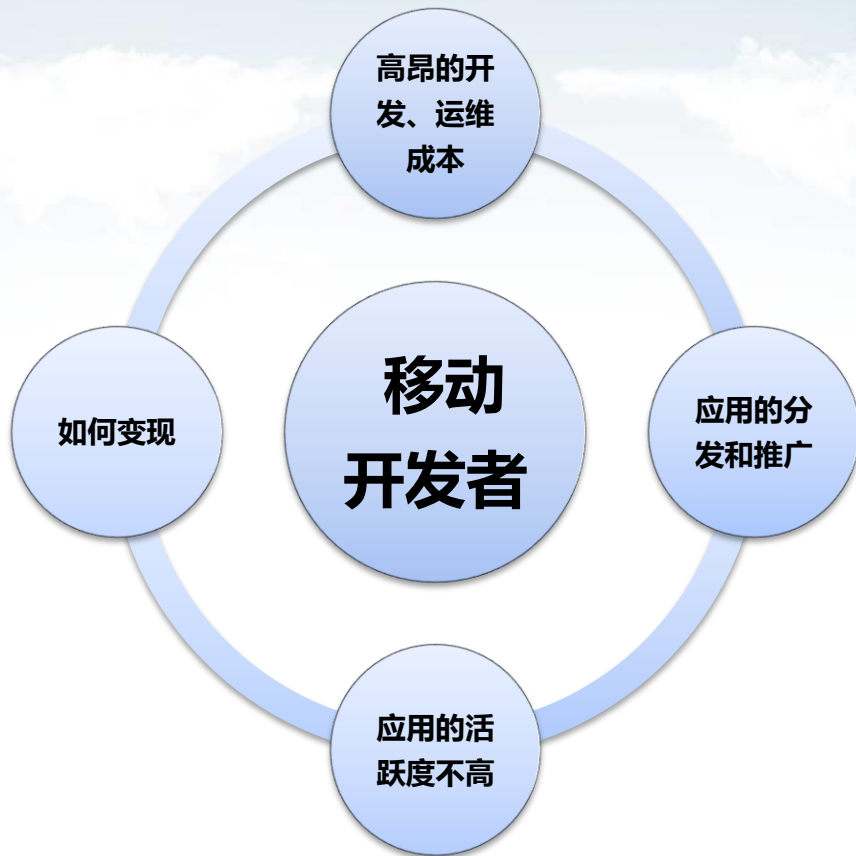 高昂的开
发、运维
成本
移动
开发者
如何变现
应用的分
发和推广
应用的活
跃度不高